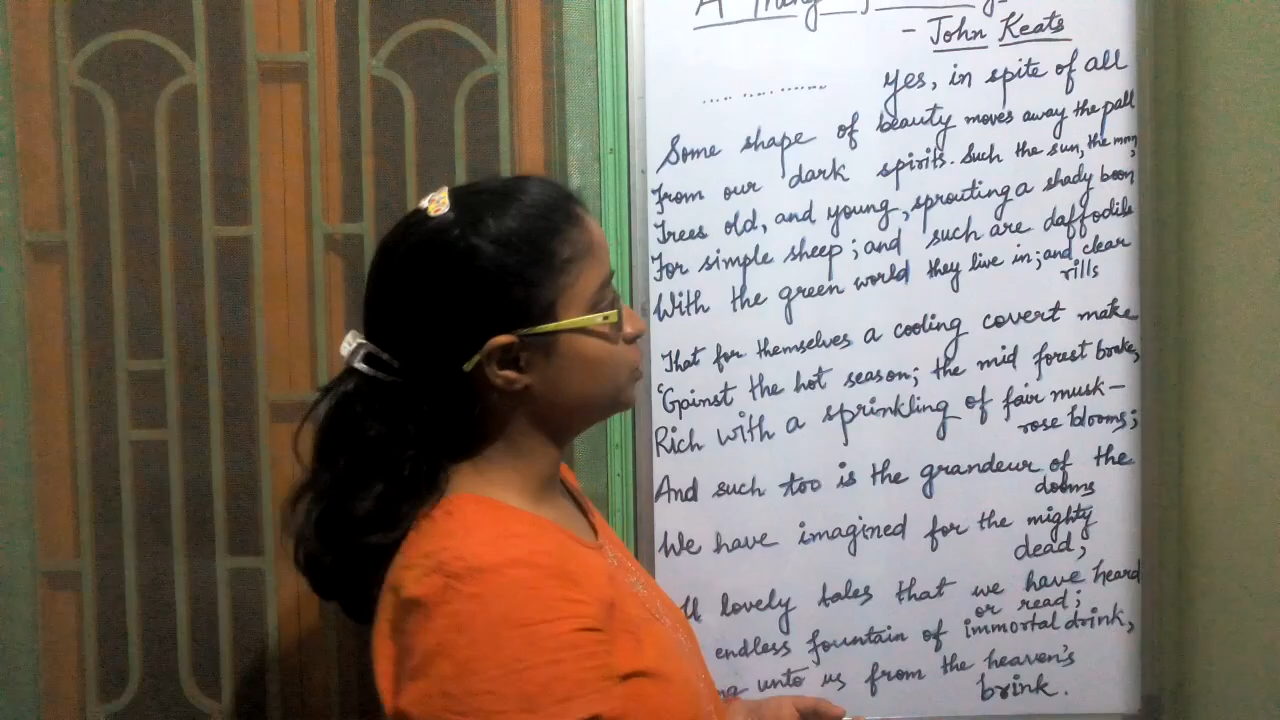 A Thing
- John Keats
..... ..... ....... yes, in spite of all
Some shape of beauty moves away the pall
From our dark spirits. Such the sun, the moon,
Trees old, and young, sprouting a shady boon
For simple sheep; and such are daffodils
With the green world they live in; and clear
rills
That for themselves a cooling covert make
'Gainst the hot season; the mid forest brake,
Rich with a sprinkling of fair musk-
rose blooms;
And such too is the grandeur of the
dooms
We have imagined for the mighty
dead;
ll lovely tales that we have heard
or read;
endless fountain of immortal drink,
unto us from the heaven's
brink.